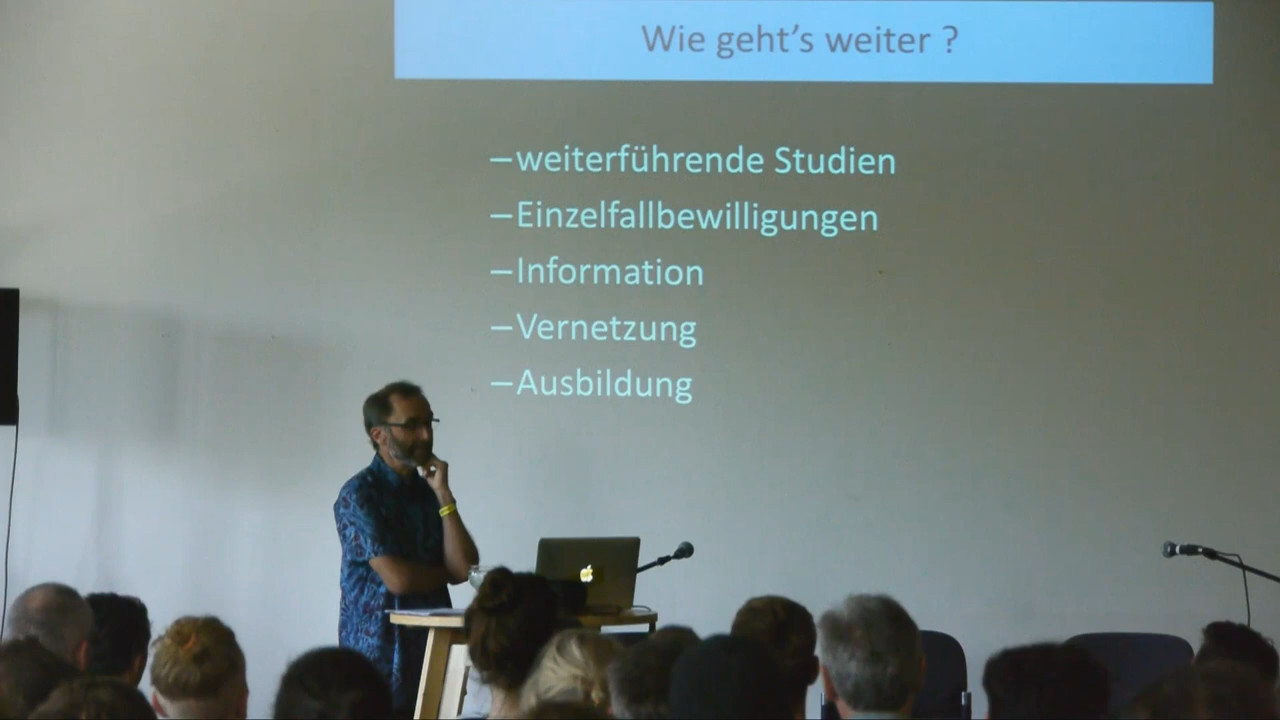 Wie geht's weiter ?
–weiterführende Studien
–Einzelfallbewilligungen
–Information
–Vernetzung
–Ausbildung